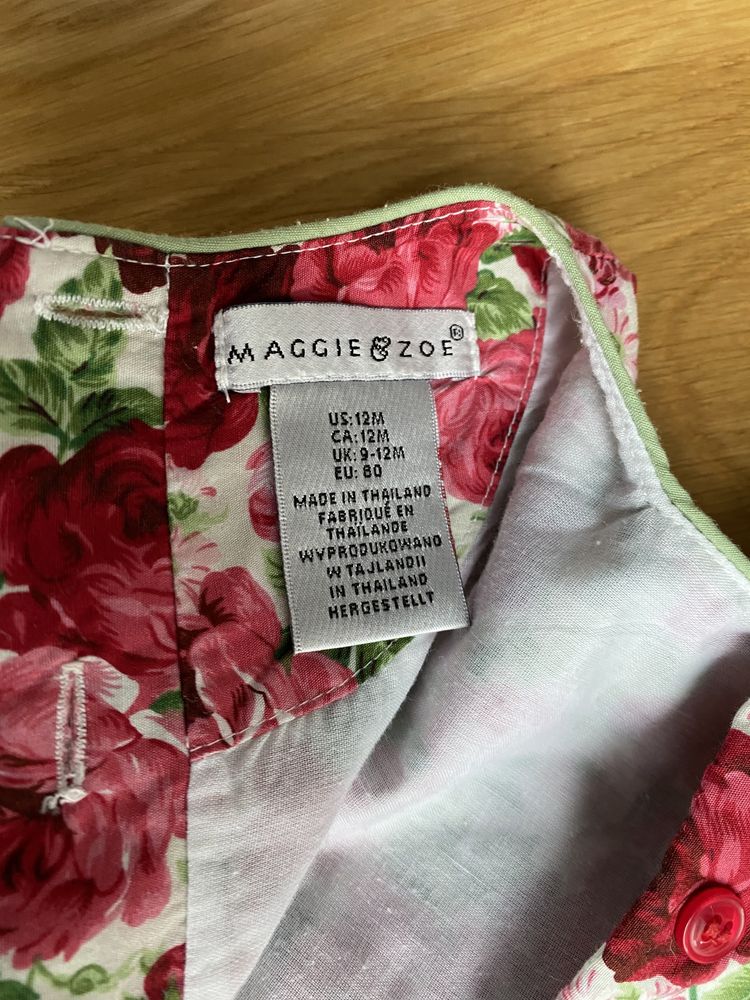 MAGGIE & ZOE®
US: 12M
CA: 12M
UK: 9-12M
EU: 80
MADE IN THAILAND
FABRIQUÉ EN
THAÏLANDE
WYPRODUKOWANO
W TAJLANDII
IN THAILAND
HERGESTELLT